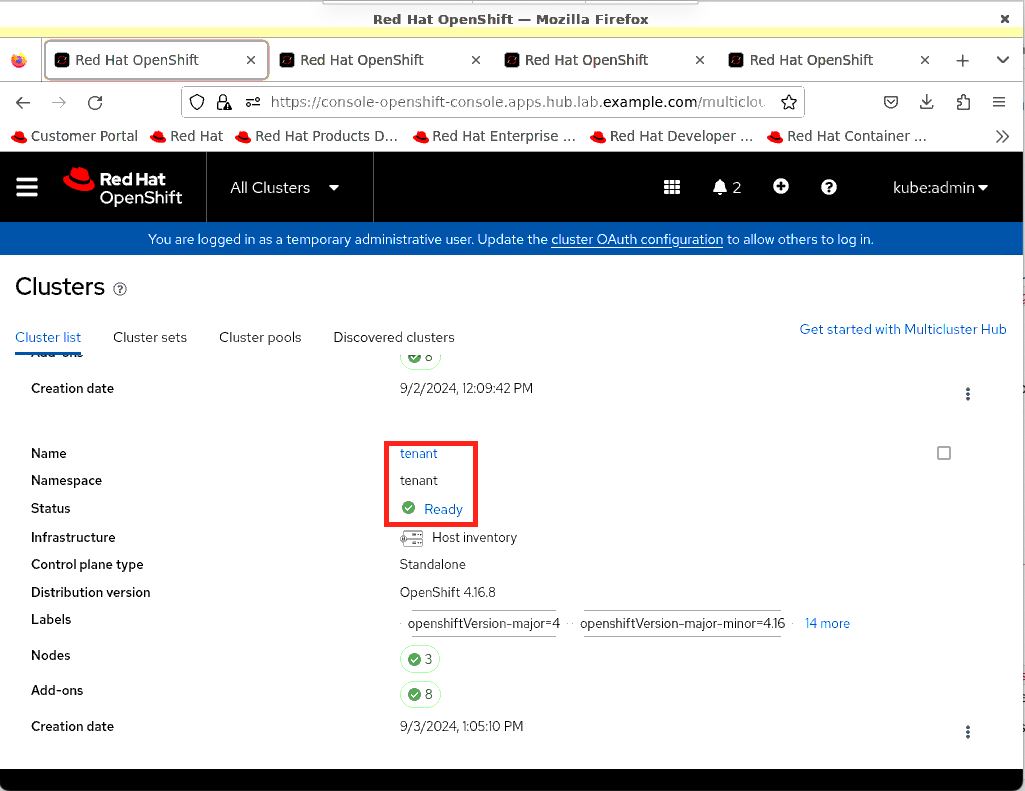 Red Hat OpenShift — Mozilla Firefox
Red Hat OpenShift Red Hat OpenShift Red Hat OpenShift Red Hat OpenShift
https://console-openshift-console.apps.hub.lab.example.com/multiclou
Customer Portal Red Hat Red Hat Products D... Red Hat Enterprise ... Red Hat Developer ... Red Hat Container ...
Red Hat
OpenShift
All Clusters
2
kube:admin
You are logged in as a temporary administrative user. Update the cluster OAuth configuration to allow others to log in.
Clusters
Get started with Multicluster Hub
Cluster list Cluster sets Cluster pools Discovered clusters
Add-ons 8
Creation date 9/2/2024, 12:09:42 PM
Name tenant
Namespace tenant
Status Ready
Infrastructure Host inventory
Control plane type Standalone
Distribution version OpenShift 4.16.8
Labels openshiftVersion-major=4 openshiftVersion-major-minor=4.16 14 more
Nodes 3
Add-ons 8
Creation date 9/3/2024, 1:05:10 PM